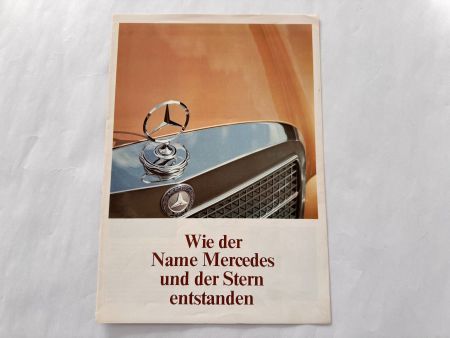 Wie der
Name Mercedes
und der Stern
entstanden